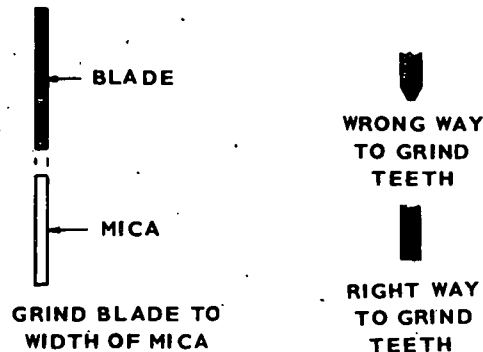 BLADE
MICA
GRIND BLADE TO
WIDTH OF MICA
WRONG WAY
TO GRIND
TEETH
RIGHT WAY
TO GRIND
TEETH